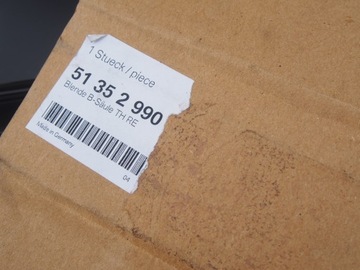 1 Stueck / piece
51 35 2 990
Blende B-Säule TH RE
Made in Germany
04